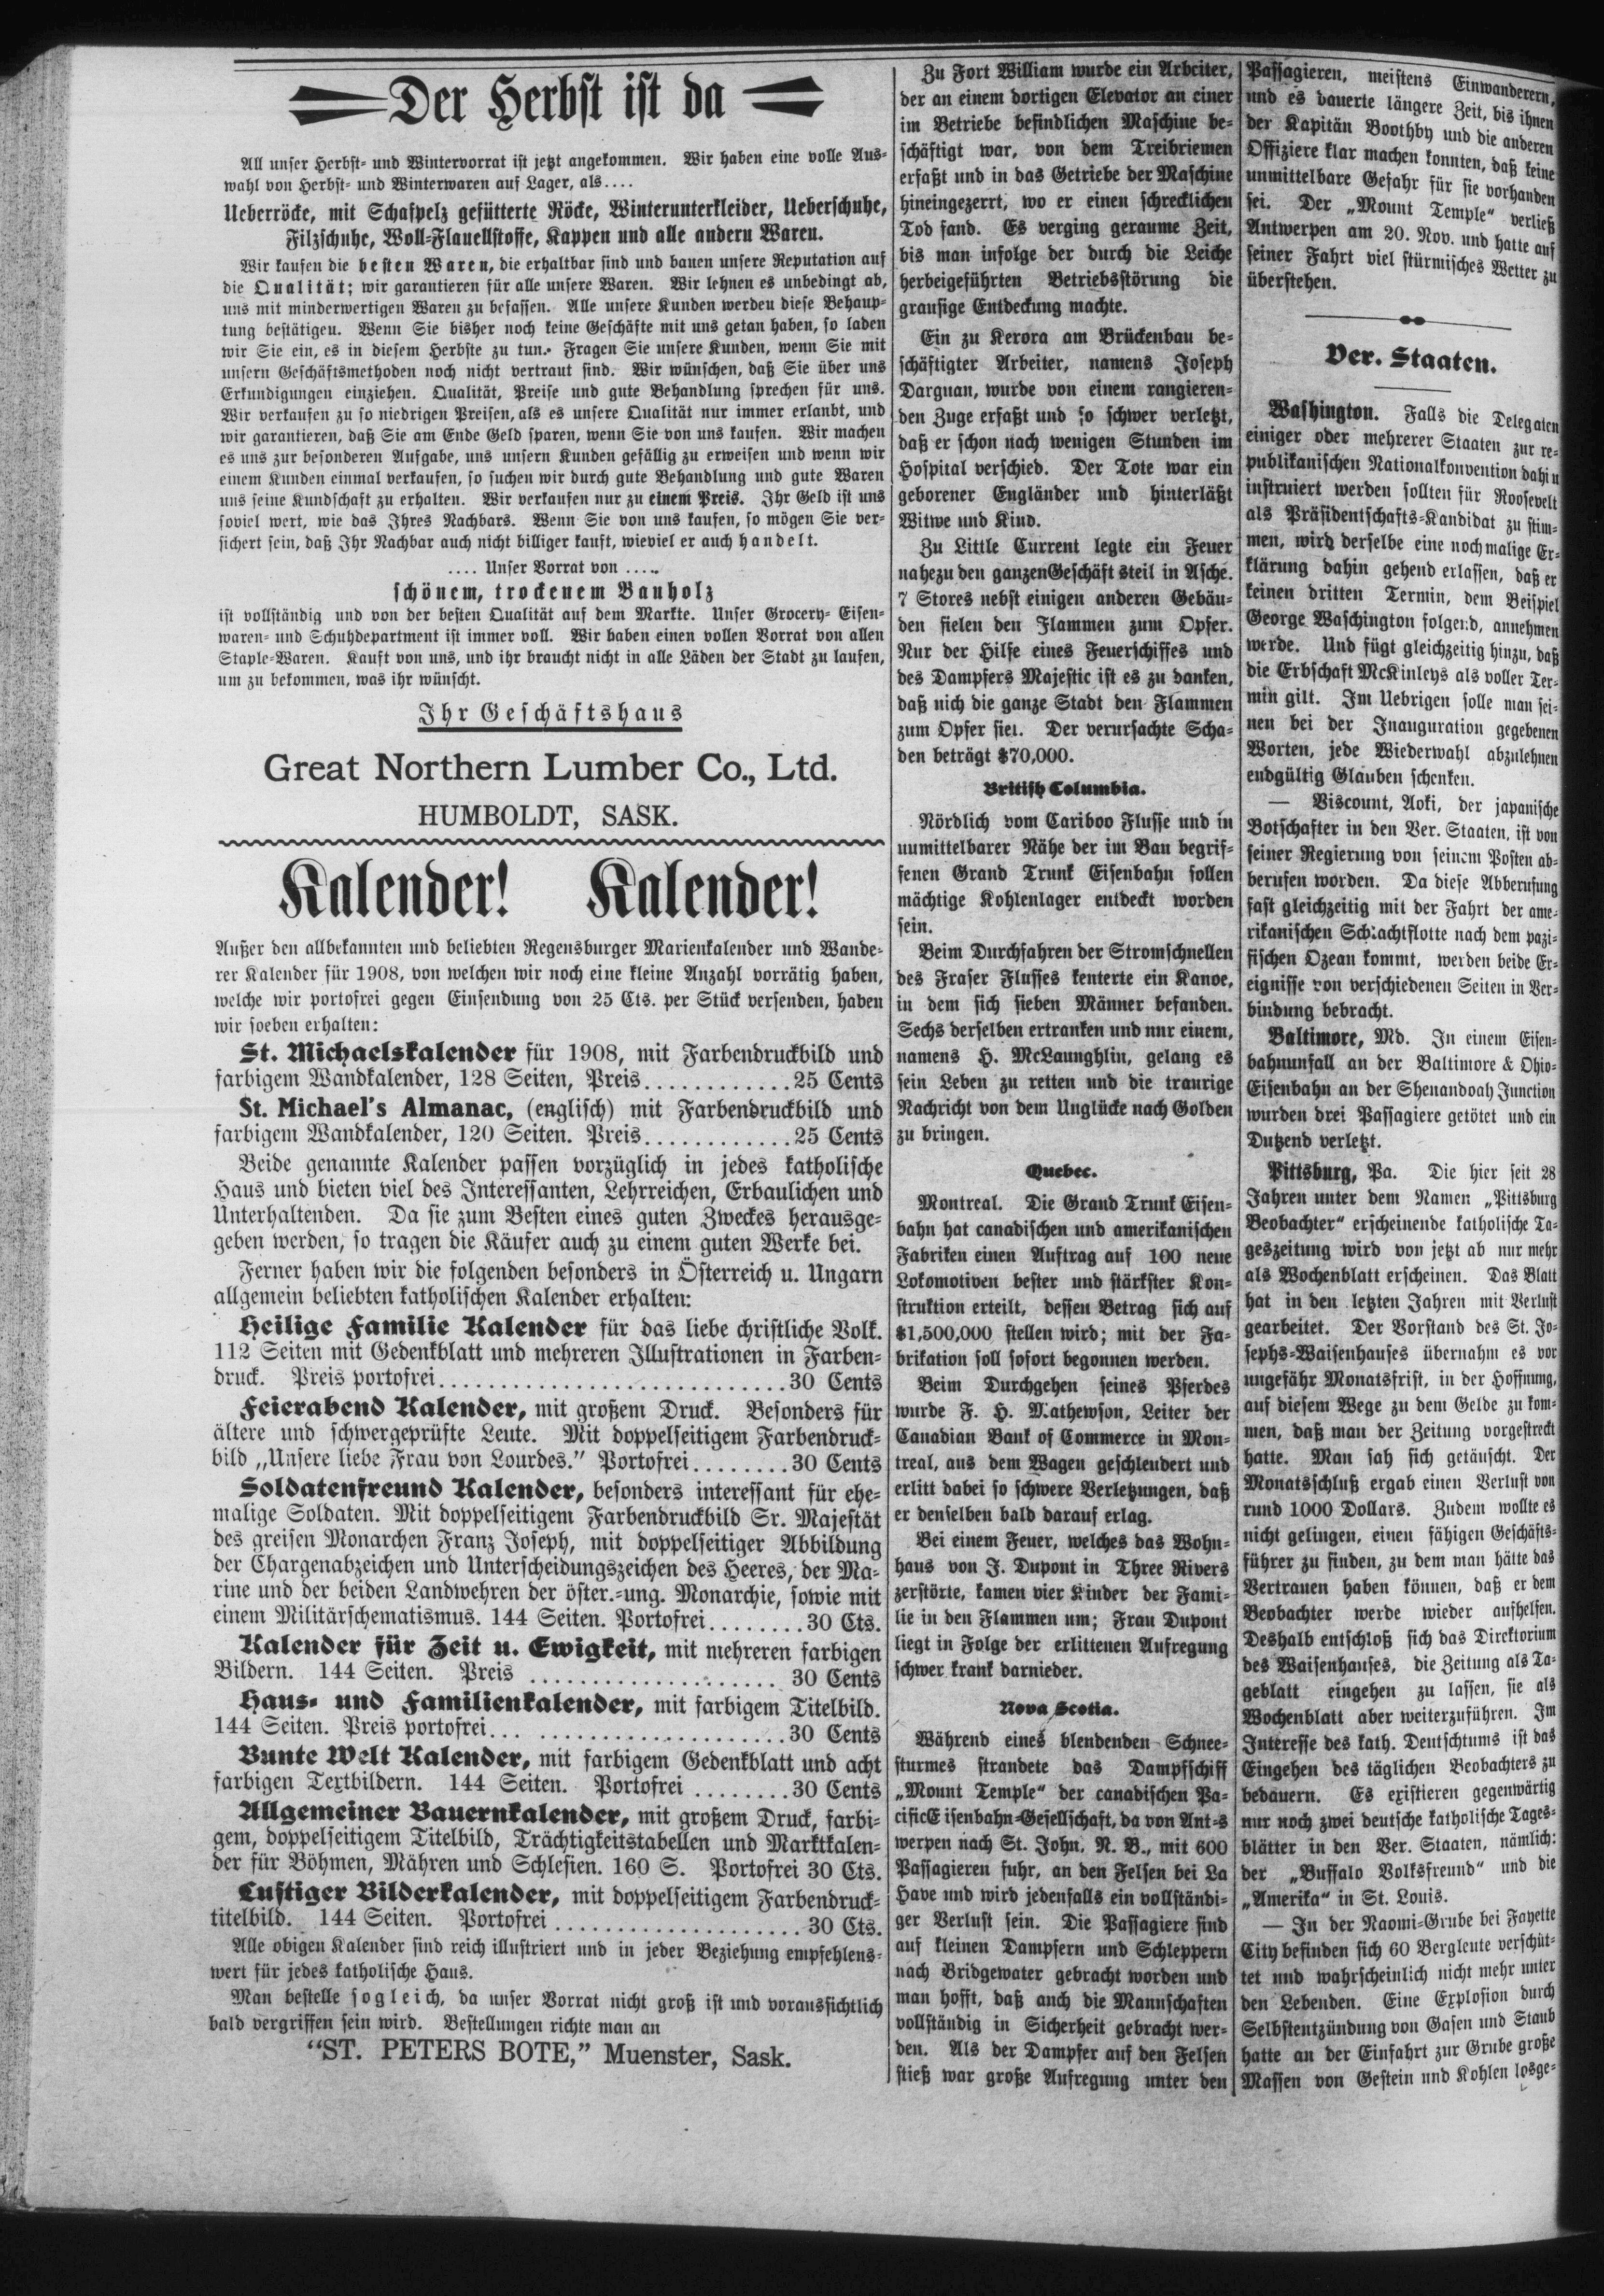 Der Herbst ist da
All unser Herbst- und Wintervorrat ist jetzt angekommen. Wir haben eine volle Aus-
wahl von Herbst- und Winterwaren auf Lager, als....
Ueberröcke, mit Schafpelz gefütterte Röcke, Winterunterkleider, Ueberschuhe,
Filzschuhe, Woll-Flanellstoffe, Kappen und alle andern Waren.
Wir kaufen die besten Waren, die erhaltbar sind und bauen unsere Reputation auf
die Qualität; wir garantieren für alle unsere Waren. Wir lehnen es unbedingt ab,
uns mit minderwertigen Waren zu befassen. Alle unsere Kunden werden diese Behaup-
tung bestätigen. Wenn Sie bisher noch keine Geschäfte mit uns getan haben, so laden
wir Sie ein, es in diesem Herbste zu tun. Fragen Sie unsere Kunden, wenn Sie mit
unsern Geschäftsmethoden noch nicht vertraut sind. Wir wünschen, daß Sie über uns
Erkundigungen einziehen. Qualität, Preise und gute Behandlung sprechen für uns.
Wir verkaufen zu so niedrigen Preisen, als es unsere Qualität nur immer erlaubt, und
wir garantieren, daß Sie am Ende Geld sparen, wenn Sie von uns kaufen. Wir machen
es uns zur besonderen Aufgabe, uns unsern Kunden gefällig zu erweisen und wenn wir
einem Kunden einmal verkaufen, so suchen wir durch gute Behandlung und gute Waren
uns seine Kundschaft zu erhalten. Wir verkaufen nur zu einem Preis. Ihr Geld ist uns
soviel wert, wie das Ihres Nachbars. Wenn Sie von uns kaufen, so mögen Sie ver-
sichert sein, daß Ihr Nachbar auch nicht billiger kauft, wieviel er auch handelt.
.... Unser Vorrat von ....
schönem, trockenem Bauholz
ist vollständig und von der besten Qualität auf dem Markte. Unser Grocery- Eisen-
waren- und Schuhdepartment ist immer voll. Wir haben einen vollen Vorrat von allen
Staple-Waren. Kauft von uns, und ihr braucht nicht in alle Läden der Stadt zu laufen,
um zu bekommen, was ihr wünscht.
Ihr Geschäftshaus
Great Northern Lumber Co., Ltd.
HUMBOLDT, SASK.
Kalender! Kalender!
Außer den allbekannten und beliebten Regensburger Marienkalender und Wande-
rer Kalender für 1908, von welchen wir noch eine kleine Anzahl vorrätig haben,
welche wir portofrei gegen Einsendung von 25 Cts. per Stück versenden, haben
wir soeben erhalten:
St. Michaelskalender für 1908, mit Farbendruckbild und
farbigem Wandkalender, 128 Seiten, Preis............25 Cents
St. Michael's Almanac, (englisch) mit Farbendruckbild und
farbigem Wandkalender, 120 Seiten. Preis............25 Cents
Beide genannte Kalender passen vorzüglich in jedes katholische
Haus und bieten viel des Interessanten, Lehrreichen, Erbaulichen und
Unterhaltenden. Da sie zum Besten eines guten Zweckes herausge-
geben werden, so tragen die Käufer auch zu einem guten Werke bei.
Ferner haben wir die folgenden besonders in Österreich u. Ungarn
allgemein beliebten katholischen Kalender erhalten:
Heilige Familie Kalender für das liebe christliche Volk.
112 Seiten mit Gedenkblatt und mehreren Illustrationen in Farben-
druck. Preis portofrei............................30 Cents
Feierabend Kalender, mit großem Druck. Besonders für
ältere und schwergeprüfte Leute. Mit doppelseitigem Farbendruck-
bild „Unsere liebe Frau von Lourdes.” Portofrei........30 Cents
Soldatenfreund Kalender, besonders interessant für ehe-
malige Soldaten. Mit doppelseitigem Farbendruckbild Sr. Majestät
des greisen Monarchen Franz Joseph, mit doppelseitiger Abbildung
der Chargenabzeichen und Unterscheidungszeichen des Heeres, der Ma-
rine und der beiden Landwehren der öster.-ung. Monarchie, sowie mit
einem Militärschematismus. 144 Seiten. Portofrei........30 Cts.
Kalender für Zeit u. Ewigkeit, mit mehreren farbigen
Bildern. 144 Seiten. Preis .....................30 Cents
Haus- und Familienkalender, mit farbigem Titelbild.
144 Seiten. Preis portofrei... ....................30 Cents
Bunte Welt Kalender, mit farbigem Gedenkblatt und acht
farbigen Textbildern. 144 Seiten. Portofrei ........30 Cents
Allgemeiner Bauernkalender, mit großem Druck, farbi-
gem, doppelseitigem Titelbild, Trächtigkeitstabellen und Marktkalen-
der für Böhmen, Mähren und Schlesien. 160 S. Portofrei 30 Cts.
Lustiger Bilderkalender, mit doppelseitigem Farbendruck-
titelbild. 144 Seiten. Portofrei ....................30 Cts.
Alle obigen Kalender sind reich illustriert und in jeder Beziehung empfehlens-
wert für jedes katholische Haus.
Man bestelle sogleich, da unser Vorrat nicht groß ist und voraussichtlich
bald vergriffen sein wird. Bestellungen richte man an
“ST. PETERS BOTE,” Muenster, Sask.
Zu Fort William wurde ein Arbeiter,
der an einem dortigen Elevator an einer
im Betriebe befindlichen Maschine be-
schäftigt war, von dem Treibriemen
erfaßt und in das Getriebe der Maschine
hineingezerrt, wo er einen schrecklichen
Tod fand. Es verging geraume Zeit,
bis man infolge der durch die Leiche
herbeigeführten Betriebsstörung die
grausige Entdeckung machte.
Ein zu Kerora am Brückenbau be-
schäftigter Arbeiter, namens Joseph
Darguan, wurde von einem rangieren-
den Zuge erfaßt und so schwer verletzt,
daß er schon nach wenigen Stunden im
Hospital verschied. Der Tote war ein
geborener Engländer und hinterläßt
Witwe und Kind.
Zu Little Current legte ein Feuer
nahezu den ganzenGeschäftsteil in Asche.
7 Stores nebst einigen anderen Gebäu-
den fielen den Flammen zum Opfer.
Nur der Hilfe eines Feuerschiffes und
des Dampfers Majestic ist es zu danken,
daß nich die ganze Stadt den Flammen
zum Opfer fiel. Der verursachte Scha-
den beträgt $70,000.
British Columbia.
Nördlich vom Cariboo Flusse und in
unmittelbarer Nähe der im Bau begrif-
fenen Grand Trunk Eisenbahn sollen
mächtige Kohlenlager entdeckt worden
sein.
Beim Durchfahren der Stromschnellen
des Fraser Flusses kenterte ein Kanoe,
in dem sich sieben Männer befanden.
Sechs derselben ertranken und nur einem,
namens H. McLaunghlin, gelang es
sein Leben zu retten und die traurige
Nachricht von dem Unglücke nach Golden
zu bringen.
Quebec.
Montreal. Die Grand Trunk Eisen-
bahn hat canadischen und amerikanischen
Fabriken einen Auftrag auf 100 neue
Lokomotiven bester und stärkster Kon-
struktion erteilt, dessen Betrag sich auf
$1,500,000 stellen wird; mit der Fa-
brikation soll sofort begonnen werden.
Beim Durchgehen seines Pferdes
wurde F. H. Mathewson, Leiter der
Canadian Bank of Commerce in Mon-
treal, aus dem Wagen geschleudert und
erlitt dabei so schwere Verletzungen, daß
er denselben bald darauf erlag.
Bei einem Feuer, welches das Wohn-
haus von J. Dupont in Three Rivers
zerstörte, kamen vier Kinder der Fami-
lie in den Flammen um; Frau Dupont
liegt in Folge der erlittenen Aufregung
schwer krank darnieder.
Nova Scotia.
Während eines blendenden Schnee-
sturmes strandete das Dampfschiff
„Mount Temple“ der canadischen Pa-
cificEisenbahn-Gesellschaft, da von Ant-s
werpen nach St. John, N. B., mit 600
Passagieren fuhr, an den Felsen bei La
Have und wird jedenfalls ein vollständi-
ger Verlust sein. Die Passagiere sind
auf kleinen Dampfern und Schleppern
nach Bridgewater gebracht worden und
man hofft, daß auch die Mannschaften
vollständig in Sicherheit gebracht wer-
den. Als der Dampfer auf den Felsen
stieß war große Aufregung unter den
Passagieren, meistens Einwanderern,
und es dauerte längere Zeit, bis ihnen
der Kapitän Boothby und die anderen
Offiziere klar machen konnten, daß keine
unmittelbare Gefahr für sie vorhanden
sei. Der „Mount Temple“ verließ
Antwerpen am 20. Nov. und hatte auf
seiner Fahrt viel stürmisches Wetter zu
überstehen.
Ver. Staaten.
Washington. Falls die Delegaten
einiger oder mehrerer Staaten zur re-
publikanischen Nationalkonvention dahin
instruiert werden sollten für Roosevelt
als Präsidentschafts-Kandidat zu stim-
men, wird derselbe eine nochmalige Er-
klärung dahin gehend erlassen, daß er
keinen dritten Termin, dem Beispiel
George Waschington folgend, annehmen
werde. Und fügt gleichzeitig hinzu, daß
die Erbschaft McKinleys als voller Ter-
min gilt. Im Uebrigen solle man sei-
nen bei der Inauguration gegebenen
Worten, jede Wiederwahl abzulehnen
endgültig Glauben schenken.
— Viscount, Aoki, der japanische
Botschafter in den Ver. Staaten, ist von
seiner Regierung von seinem Posten ab-
berufen worden. Da diese Abberufung
fast gleichzeitig mit der Fahrt der ame-
rikanischen Schlachtflotte nach dem pazi-
fischen Ozean kommt, werden beide Er-
eignisse von verschiedenen Seiten in Ver-
bindung gebracht.
Baltimore, Md. In einem Eisen-
bahnunfall an der Baltimore & Ohio-
Eisenbahn an der Shenandoah Junction
wurden drei Passagiere getötet und ein
Dutzend verletzt.
Pittsburg, Pa. Die hier seit 28
Jahren unter dem Namen „Pittsburg
Beobachter“ erscheinende katholische Ta-
geszeitung wird von jetzt ab nur mehr
als Wochenblatt erscheinen. Das Blatt
hat in den letzten Jahren mit Verlust
gearbeitet. Der Vorstand des St. Jo-
sephs-Waisenhauses übernahm es vor
ungefähr Monatsfrist, in der Hoffnung,
auf diesem Wege zu dem Gelde zu kom-
men, daß man der Zeitung vorgestreckt
hatte. Man sah sich getäuscht. Der
Monatsschluß ergab einen Verlust von
rund 1000 Dollars. Zudem wollte es
nicht gelingen, einen fähigen Geschäfts-
führer zu finden, zu dem man hätte das
Vertrauen haben können, daß er dem
Beobachter werde wieder aufhelfen.
Deshalb entschloß sich das Direktorium
des Waisenhauses, die Zeitung als Ta-
geblatt eingehen zu lassen, sie als
Wochenblatt aber weiterzuführen. Im
Interesse des kath. Deutschtums ist das
Eingehen des täglichen Beobachters zu
bedauern. Es existieren gegenwärtig
nur noch zwei deutsche katholische Tages-
blätter in den Ver. Staaten, nämlich:
der „Buffalo Volksfreund“ und die
„Amerika“ in St. Louis.
— In der Naomi-Grube bei Fayette
City befinden sich 60 Bergleute verschüt-
tet und wahrscheinlich nicht mehr unter
den Lebenden. Eine Explosion durch
Selbstentzündung von Gasen und Staub
hatte an der Einfahrt zur Grube große
Massen von Gestein und Kohlen losge-